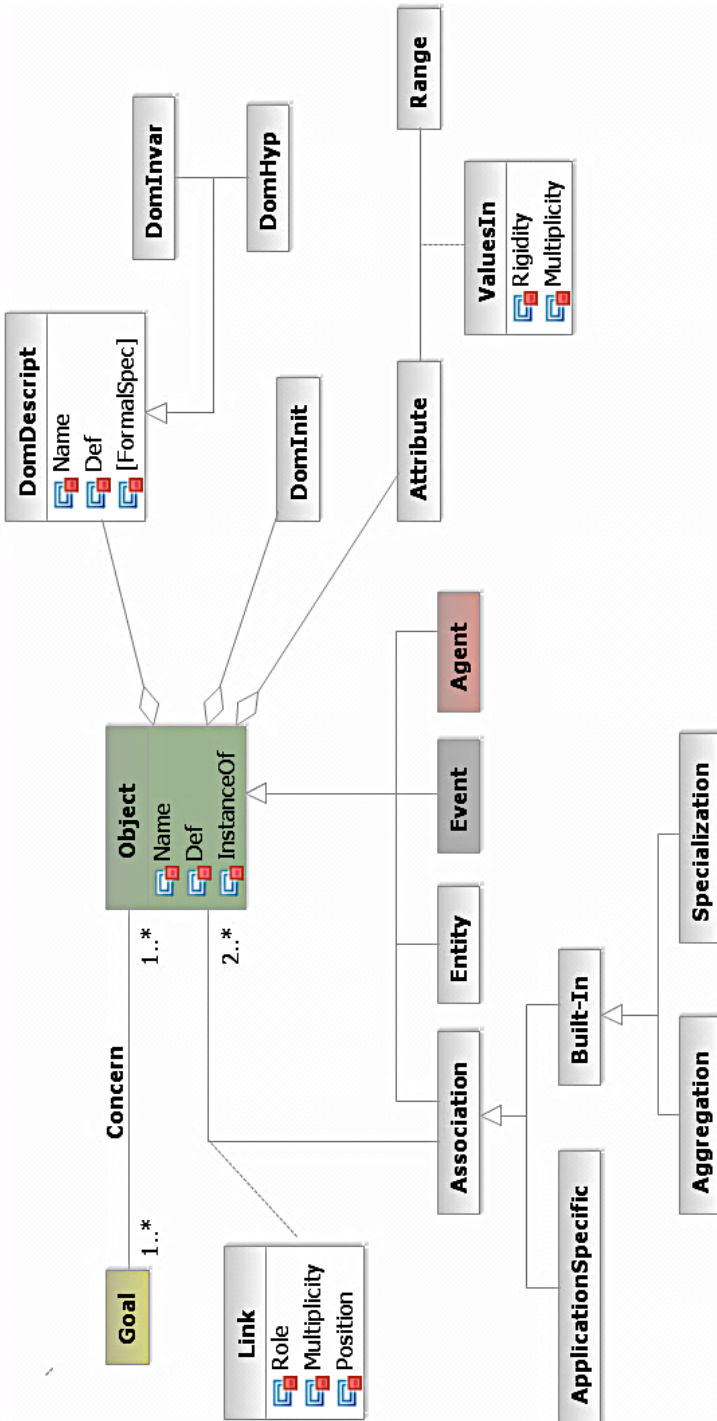 Goal
1..*
Concern
1..*
Object
Name
Def
InstanceOf
2..*
DomDescript
Name
Def
[FormalSpec]
DomInvar
DomHyp
DomInit
Link
Role
Multiplicity
Position
Association
Entity
Event
Agent
Attribute
Range
ValuesIn
Rigidity
Multiplicity
ApplicationSpecific
Built-In
Aggregation
Specialization